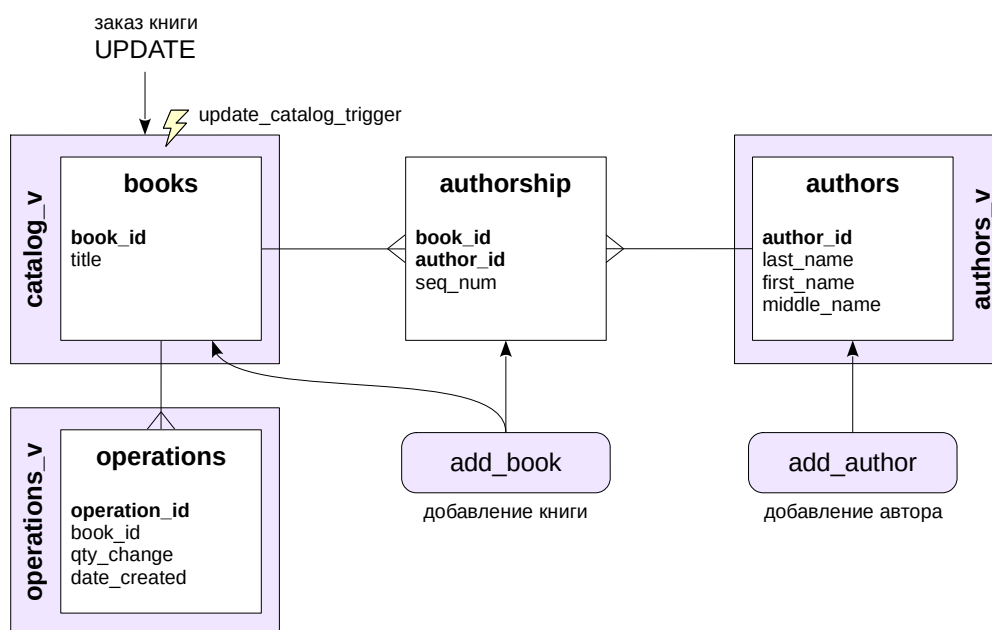 заказ книги
UPDATE
update_catalog_trigger
catalog_v
books
book_id
title
authorship
book_id
author_id
seq_num
authors
author_id
last_name
first_name
middle_name
authors_v
operations_v
operations
operation_id
book_id
qty_change
date_created
add_book
добавление книги
add_author
добавление автора